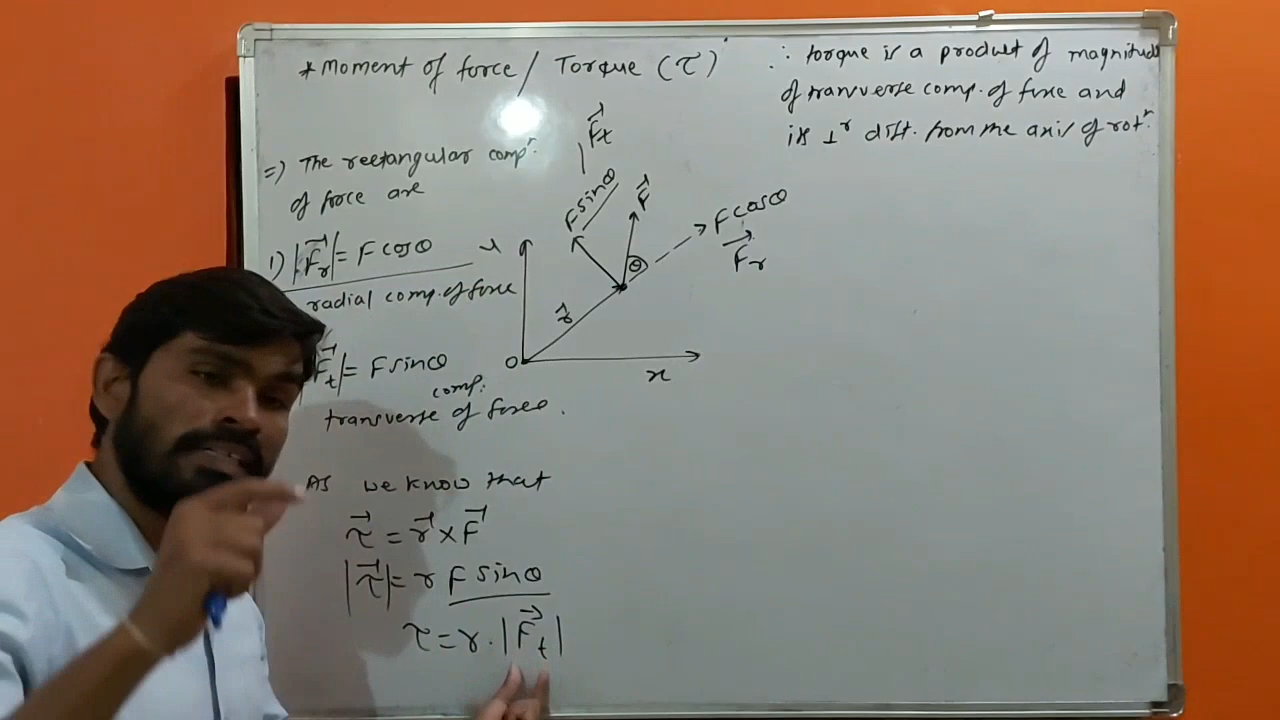 * Moment of force / Torque (τ)
=) The rectangular compⁿ.
of force are
1) |F⃗r| = F cosθ
radial comp. of force
F⃗t| = F sinθ
comp.
transverse of force.
As we know that
τ⃗ = r⃗ × F⃗
|τ⃗| = r F sinθ
τ = r . |F⃗t|
F⃗t
F sinθ
F⃗
F cosθ
F⃗r
θ
y
r⃗
O
x
∴ torque is a product of magnitude
of tranverse comp. of force and
its ⊥ʳ dist. from the axis of rotⁿ.